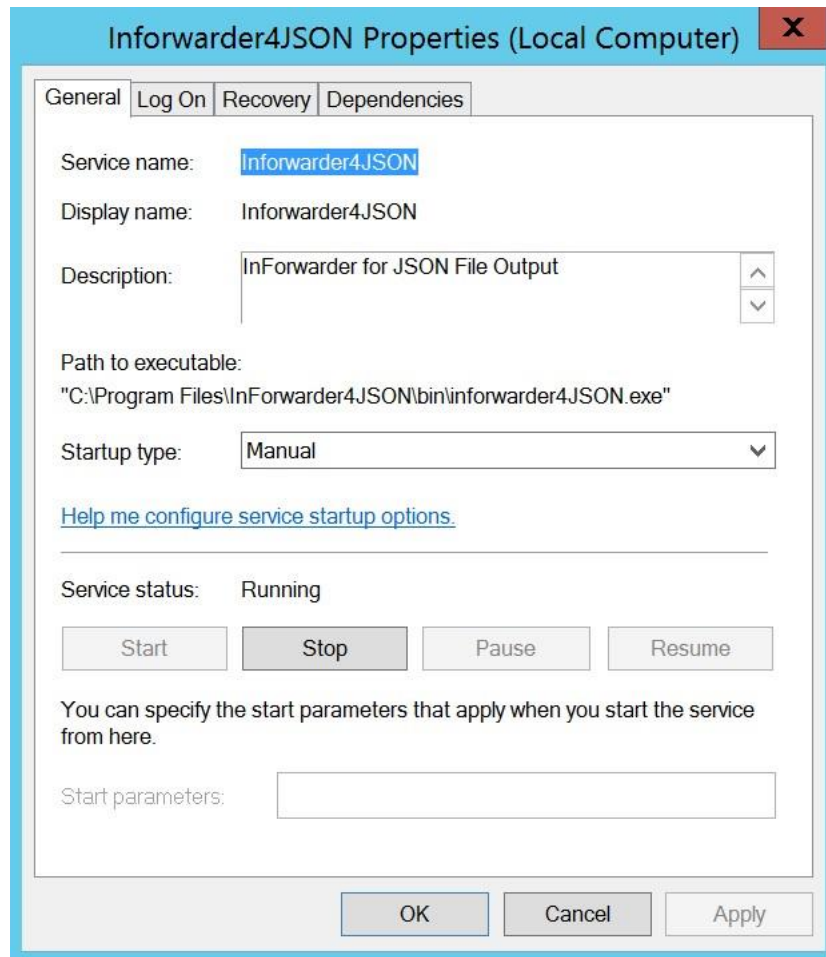 Inforwarder4JSON Properties (Local Computer)
X
General Log On Recovery Dependencies
Service name: Inforwarder4JSON
Display name: Inforwarder4JSON
Description: InForwarder for JSON File Output
Path to executable:
"C:\Program Files\InForwarder4JSON\bin\inforwarder4JSON.exe"
Startup type: Manual
Help me configure service startup options.
Service status: Running
Start Stop Pause Resume
You can specify the start parameters that apply when you start the service
from here.
Start parameters:
OK Cancel Apply